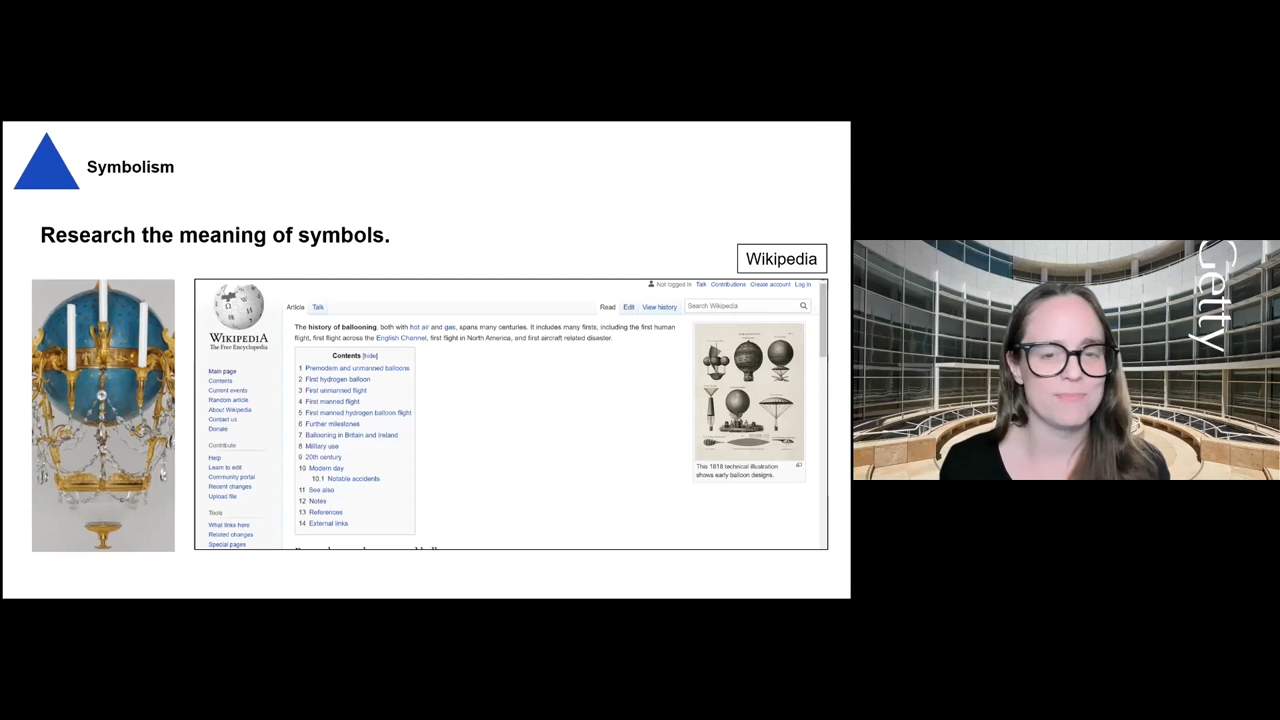 Symbolism
Research the meaning of symbols.
Wikipedia
Not logged in Talk Contributions Create account Log in
Article Talk
Read Edit View history
Search Wikipedia
WIKIPEDIA
The Free Encyclopedia
Main page
Contents
Current events
Random article
About Wikipedia
Contact us
Donate
Contribute
Help
Learn to edit
Community portal
Recent changes
Upload file
Tools
What links here
Related changes
Special pages
The history of ballooning, both with hot air and gas, spans many centuries. It includes many firsts, including the first human
flight, first flight across the English Channel, first flight in North America, and first aircraft related disaster.
Contents [hide]
1 Premodern and unmanned balloons
2 First hydrogen balloon
3 First unmanned flight
4 First manned flight
5 First manned hydrogen balloon flight
6 Further milestones
7 Ballooning in Britain and Ireland
8 Military use
9 20th century
10 Modern day
10.1 Notable accidents
11 See also
12 Notes
13 References
14 External links
This 1818 technical illustration
shows early balloon designs.
Getty